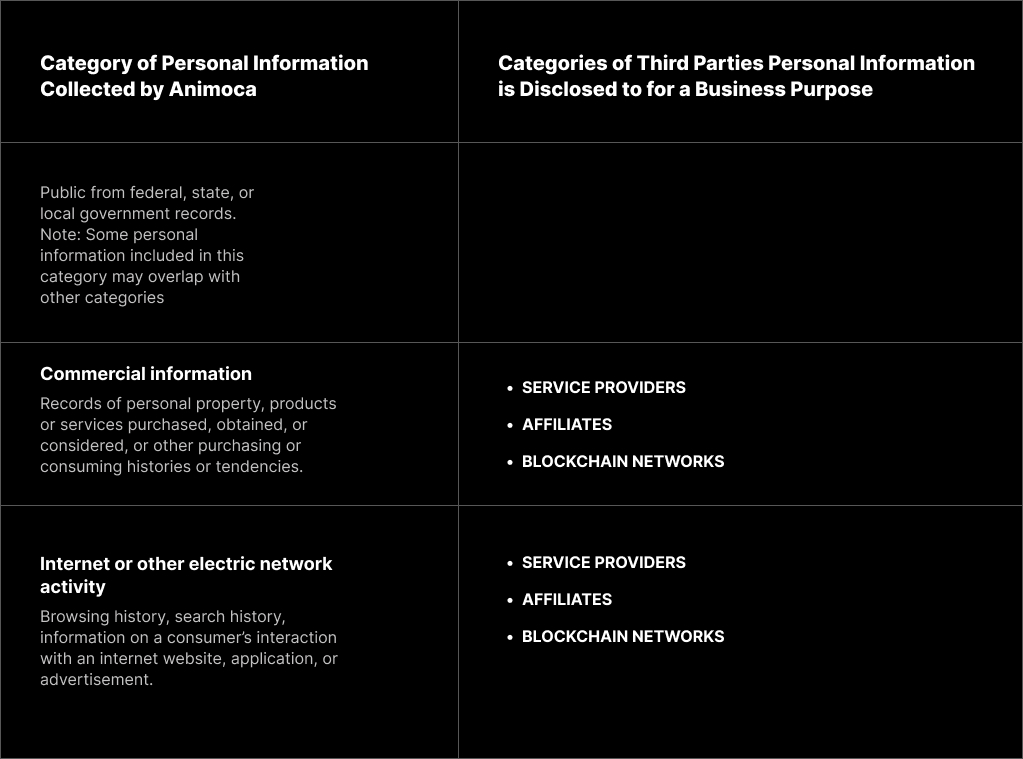 Category of Personal Information
Collected by Animoca
Categories of Third Parties Personal Information
is Disclosed to for a Business Purpose
Public from federal, state, or
local government records.
Note: Some personal
information included in this
category may overlap with
other categories
Commercial information
Records of personal property, products
or services purchased, obtained, or
considered, or other purchasing or
consuming histories or tendencies.
• SERVICE PROVIDERS
• AFFILIATES
• BLOCKCHAIN NETWORKS
Internet or other electric network
activity
Browsing history, search history,
information on a consumer’s interaction
with an internet website, application, or
advertisement.
• SERVICE PROVIDERS
• AFFILIATES
• BLOCKCHAIN NETWORKS